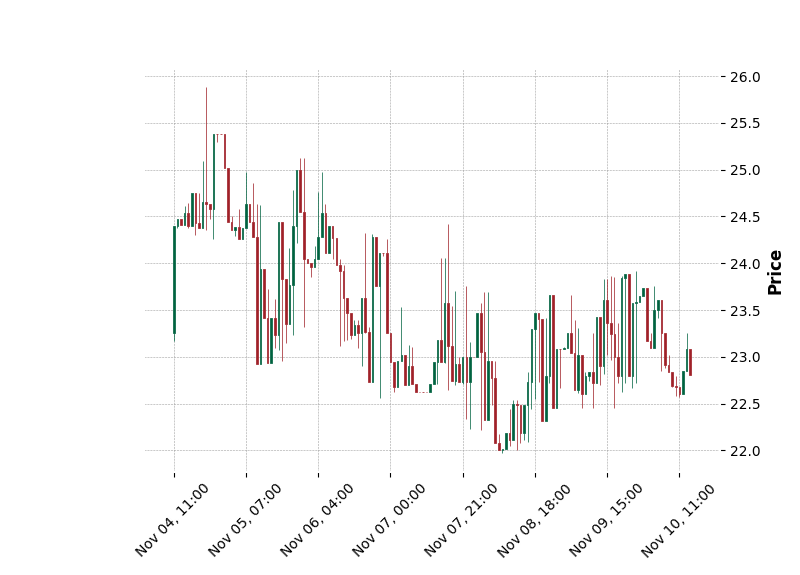 26.0
25.5
25.0
24.5
24.0
23.5
23.0
22.5
22.0
Price
Nov 04, 11:00
Nov 05, 07:00
Nov 06, 04:00
Nov 07, 00:00
Nov 07, 21:00
Nov 08, 18:00
Nov 09, 15:00
Nov 10, 11:00